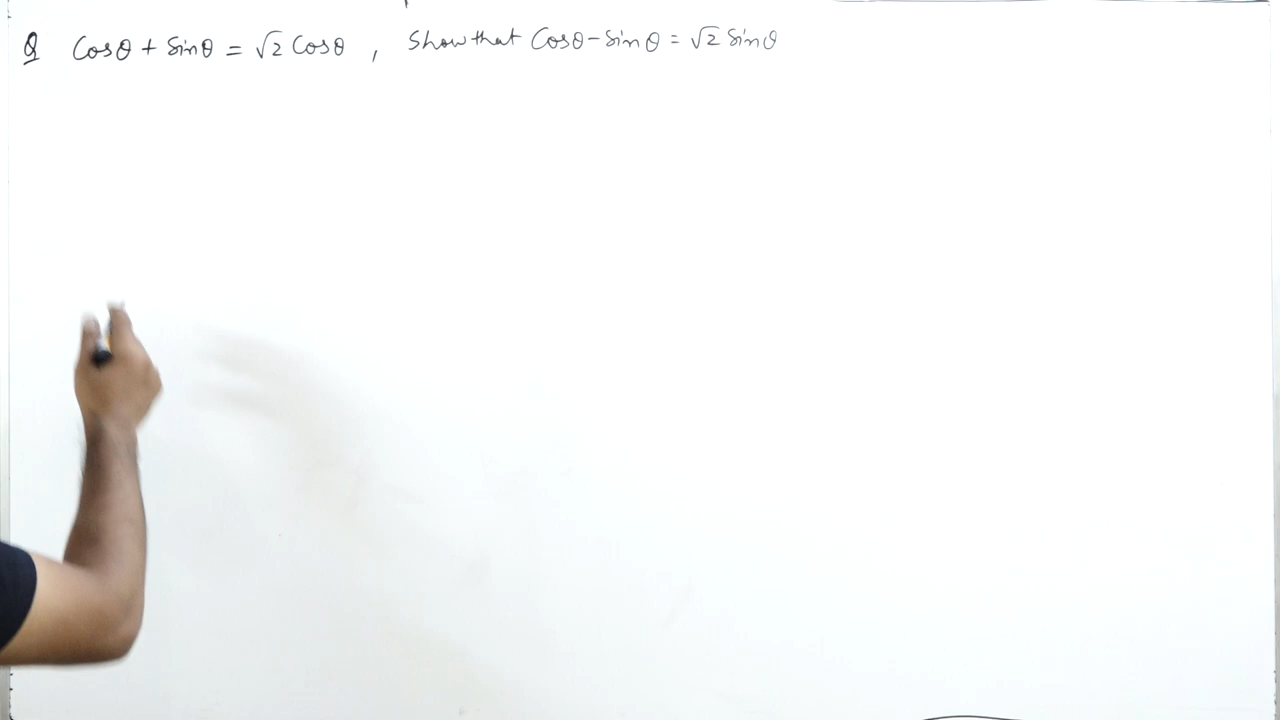 Q Cosθ + Sinθ = √2 Cosθ , Show that Cosθ - Sinθ = √2 Sinθ